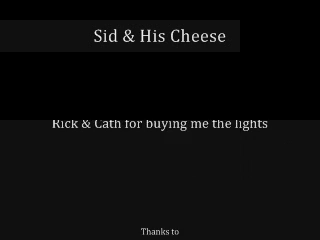 Sid & His Cheese
Rick & Cath for buying me the lights
Thanks to